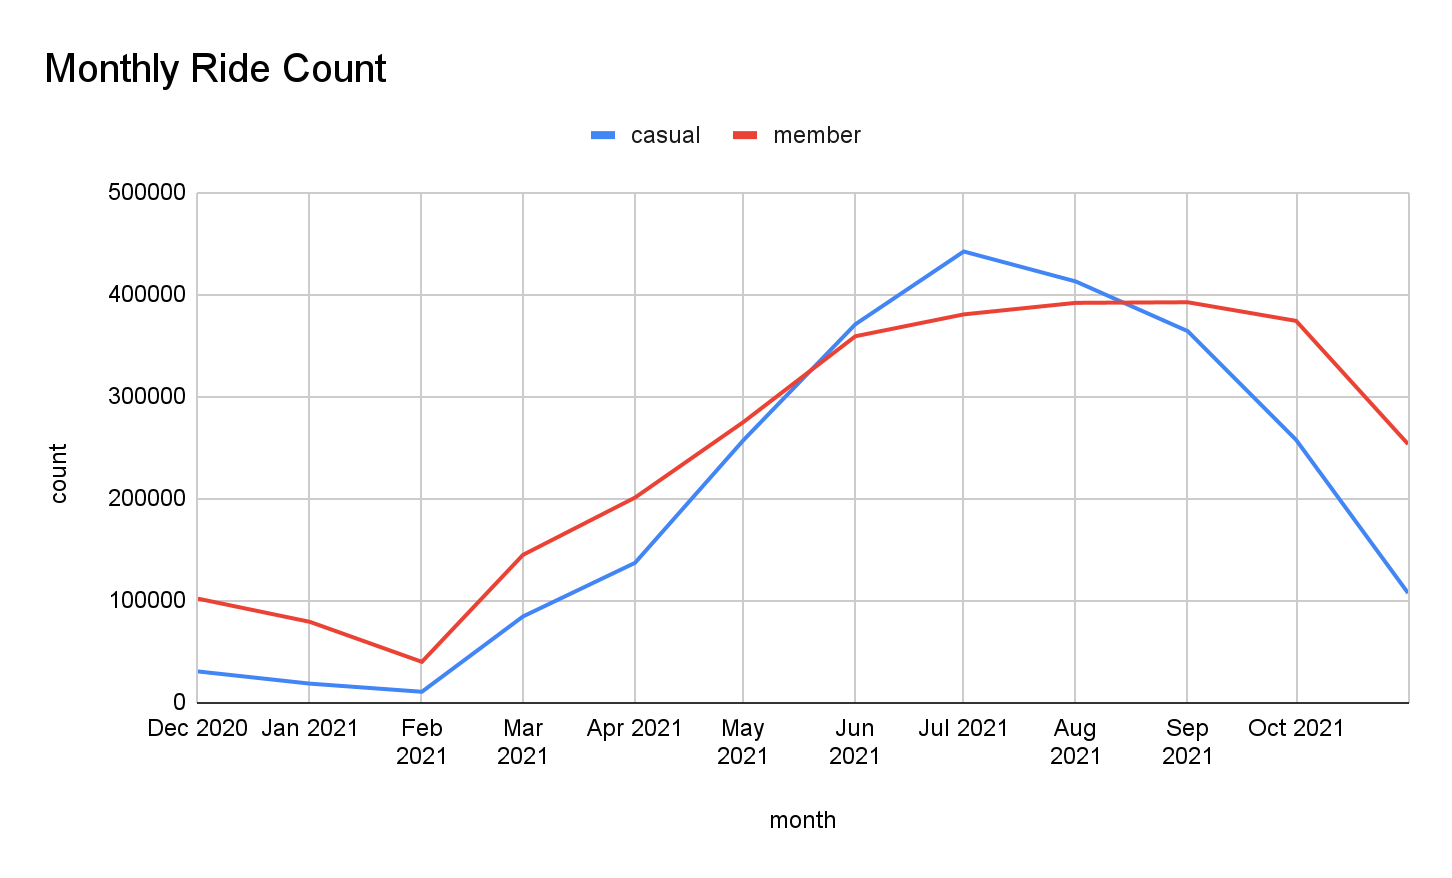 Monthly Ride Count
casual member
500000
400000
300000
200000
100000
0
count
Dec 2020 Jan 2021 Feb 2021 Mar 2021 Apr 2021 May 2021 Jun 2021 Jul 2021 Aug 2021 Sep 2021 Oct 2021
month